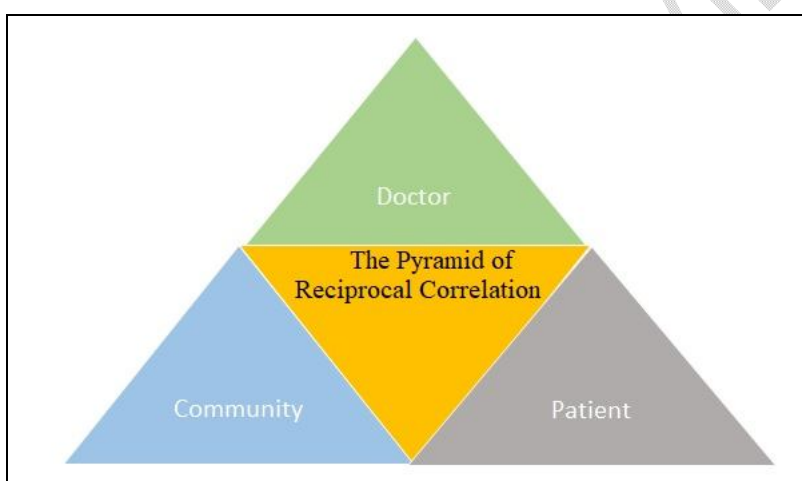 Doctor
The Pyramid of
Reciprocal Correlation
Community
Patient